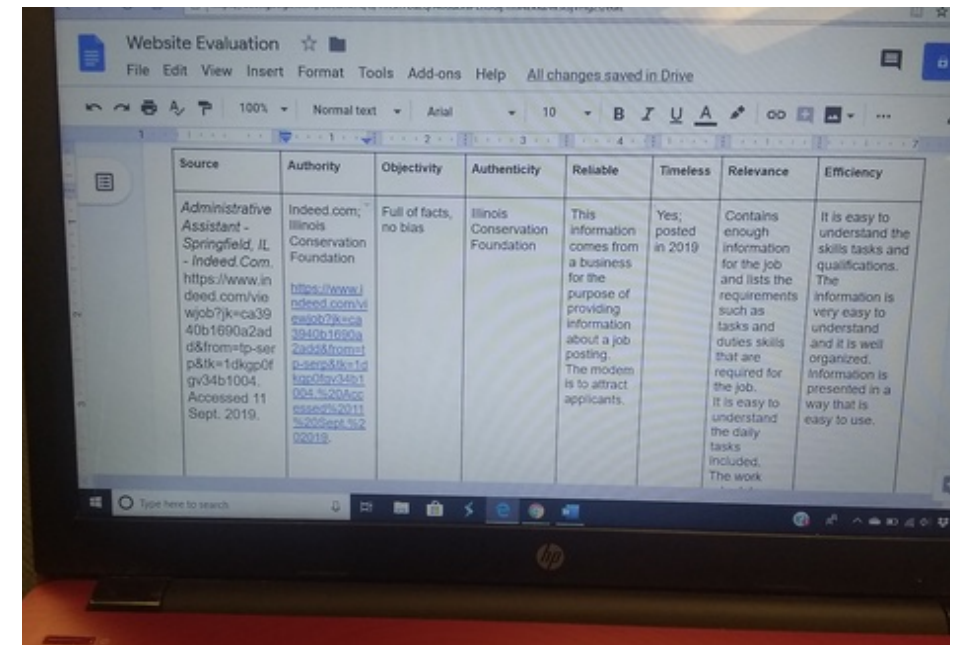 Website Evaluation
File Edit View Insert Format Tools Add-ons Help All changes saved in Drive
100% Normal text Arial 10 B I U A
1 1 2 3 4 7
Source
Authority
Objectivity
Authenticity
Reliable
Timeless
Relevance
Efficiency
Administrative
Assistant -
Springfield, IL
- Indeed.Com.
https://www.in
deed.com/vie
wjob?jk=ca39
40b1690a2ad
d&from=tp-ser
p&tk=1dkgp0f
gv34b1004.
Accessed 11
Sept. 2019.
Indeed.com;
Illinois
Conservation
Foundation
https://www.i
ndeed.com/vi
ewjob?jk=ca
3940b1690a
2add&from=t
p-serp&tk=1d
kgp0fgv34b1
004.%20Acc
essed%2011
%20Sept.%2
02019.
Full of facts,
no bias
Illinois
Conservation
Foundation
This
information
comes from
a business
for the
purpose of
providing
information
about a job
posting.
The modem
is to attract
applicants.
Yes;
posted
in 2019
Contains
enough
information
for the job
and lists the
requirements
such as
tasks and
duties skills
that are
required for
the job.
It is easy to
understand
the daily
tasks
included.
The work
It is easy to
understand the
skills tasks and
qualifications.
The
information is
very easy to
understand
and it is well
organized.
Information is
presented in a
way that is
easy to use.
Type here to search
hp